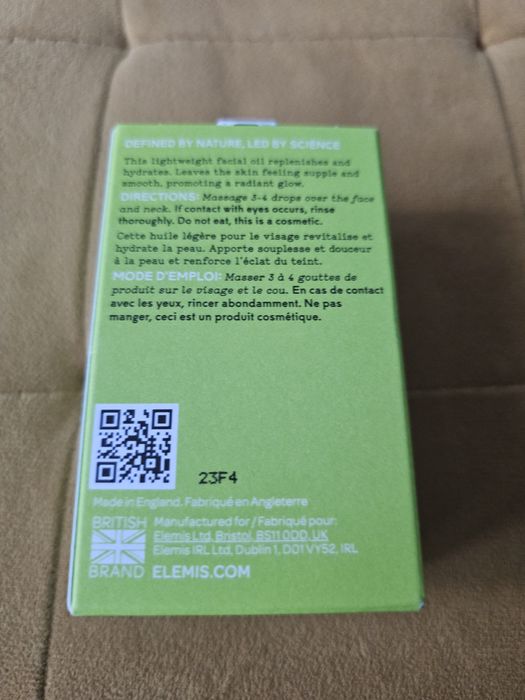 DEFINED BY NATURE, LED BY SCIENCE
This lightweight facial oil replenishes and
hydrates. Leaves the skin feeling supple and
smooth, promoting a radiant glow.
DIRECTIONS: Massage 3-4 drops over the face
and neck. If contact with eyes occurs, rinse
thoroughly. Do not eat, this is a cosmetic.
Cette huile légère pour le visage revitalise et
hydrate la peau. Apporte souplesse et douceur
à la peau et renforce l'éclat du teint.
MODE D'EMPLOI: Masser 3 à 4 gouttes de
produit sur le visage et le cou. En cas de contact
avec les yeux, rincer abondamment. Ne pas
manger, ceci est un produit cosmétique.
23F4
Made in England. Fabriqué en Angleterre
BRITISH
BRAND
Manufactured for / Fabriqué pour:
Elemis Ltd, Bristol, BS11 0DD, UK
Elemis IRL Ltd, Dublin 1, D01 VY52, IRL
ELEMIS.COM